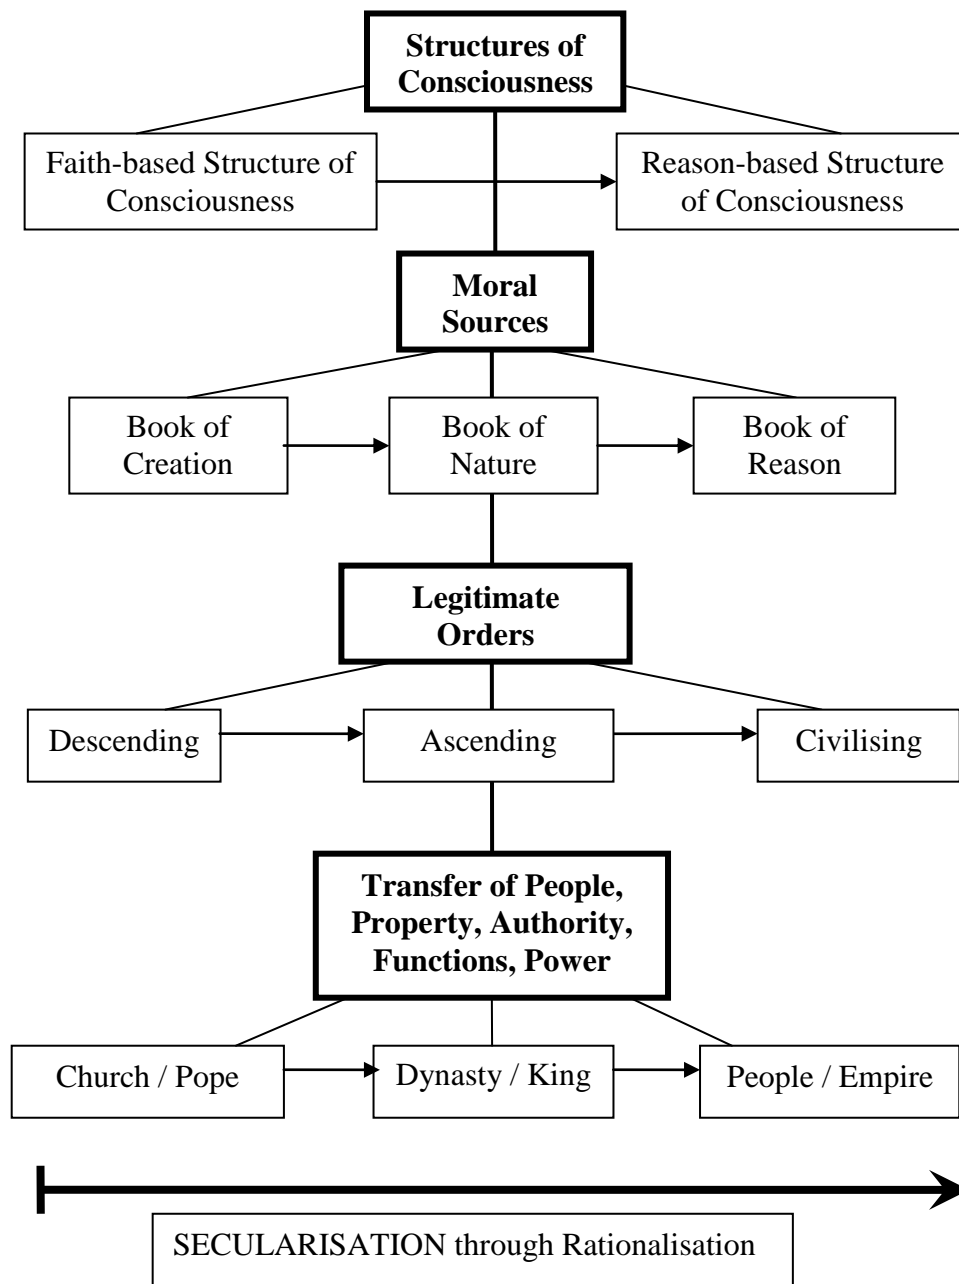 Structures of
Consciousness
Faith-based Structure of
Consciousness
Reason-based Structure
of Consciousness
Moral
Sources
Book of
Creation
Book of
Nature
Book of
Reason
Legitimate
Orders
Descending
Ascending
Civilising
Transfer of People,
Property, Authority,
Functions, Power
Church / Pope
Dynasty / King
People / Empire
SECULARISATION through Rationalisation